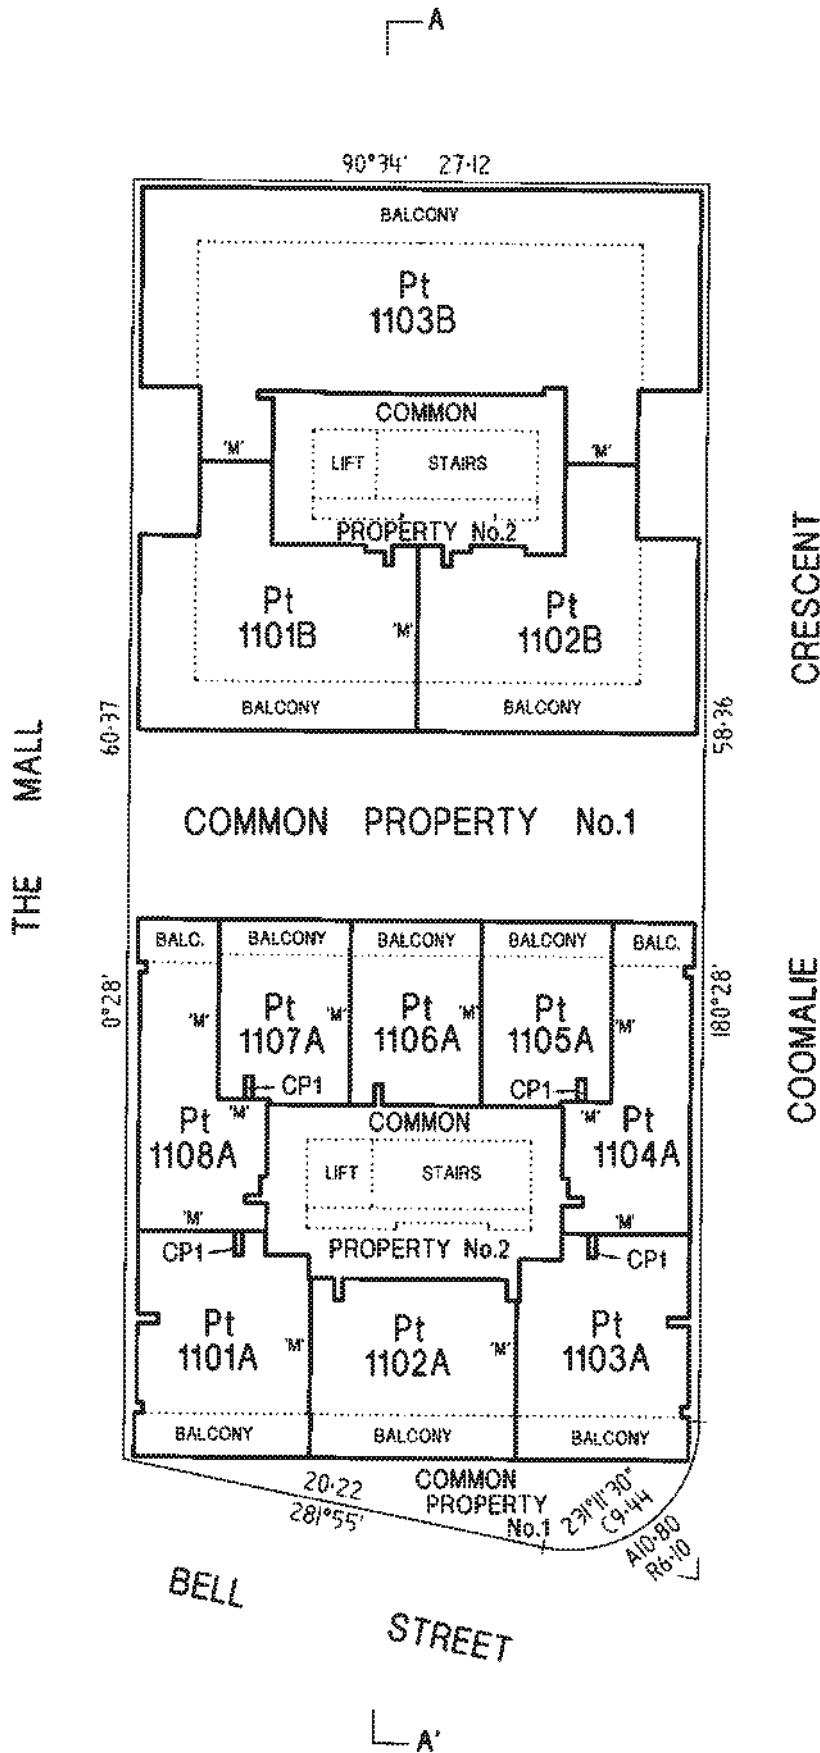 A
90°34' 27·12
BALCONY
Pt
1103B
COMMON
'M'
LIFT
STAIRS
'M'
PROPERTY No.2
Pt
1101B
'M'
Pt
1102B
BALCONY
BALCONY
CRESCENT
60·37
58·36
THE MALL
COMMON PROPERTY No.1
BALC.
BALCONY
BALCONY
BALCONY
BALC.
0°28'
180°28'
COOMALIE
'M'
Pt
1107A
'M'
Pt
1106A
'M'
Pt
1105A
'M'
CP1
CP1
'M'
'M'
Pt
1108A
COMMON
Pt
1104A
LIFT
STAIRS
'M'
'M'
CP1
PROPERTY No.2
CP1
Pt
1101A
'M'
Pt
1102A
'M'
Pt
1103A
BALCONY
BALCONY
BALCONY
20·22
281°55'
COMMON
PROPERTY
No.1
231°11'30"
C9·44
A10·80
R6·10
BELL STREET
A'